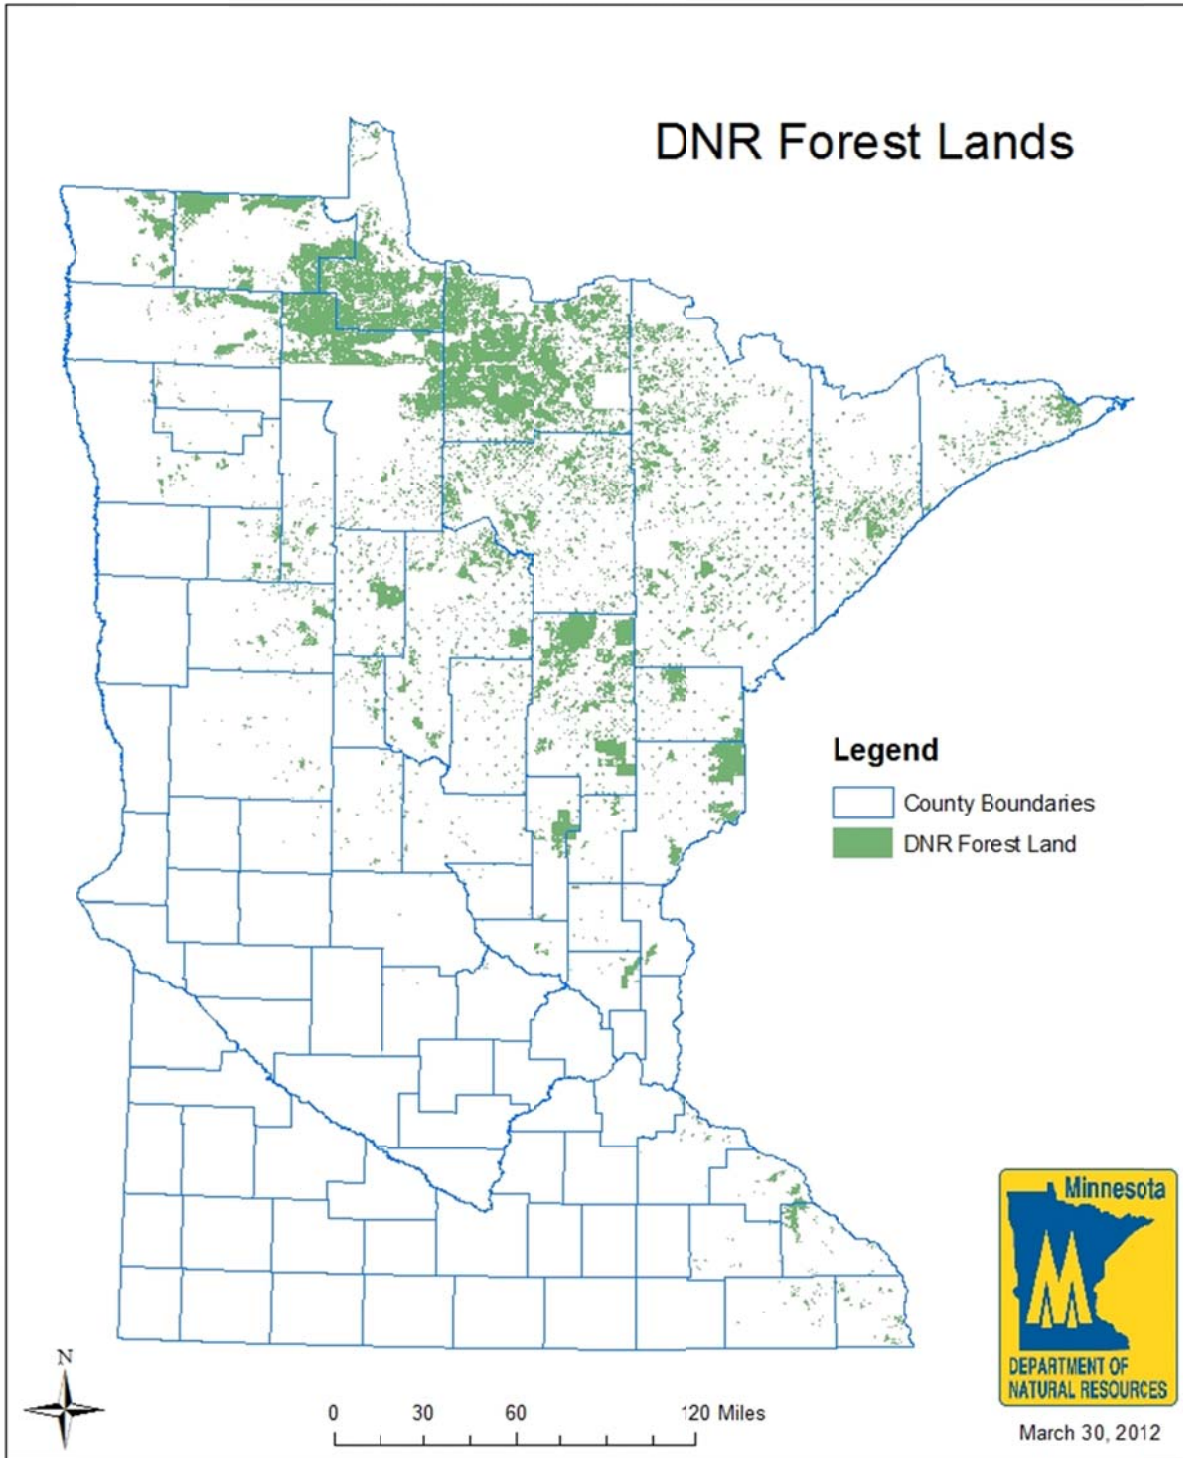 DNR Forest Lands
Legend
County Boundaries
DNR Forest Land
Minnesota
DEPARTMENT OF
NATURAL RESOURCES
N
0 30 60 120 Miles
March 30, 2012